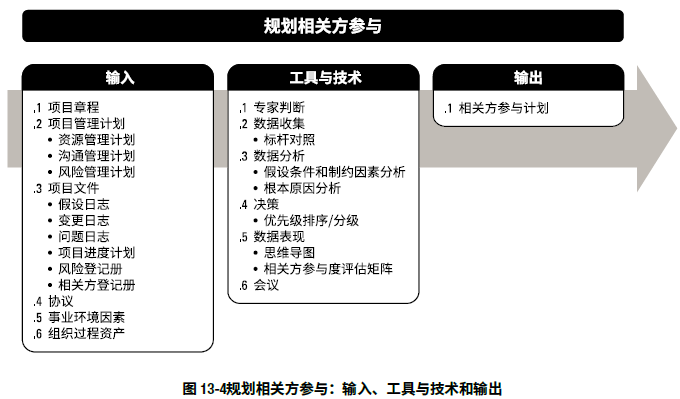 规划相关方参与
输入
.1 项目章程
.2 项目管理计划
• 资源管理计划
• 沟通管理计划
• 风险管理计划
.3 项目文件
• 假设日志
• 变更日志
• 问题日志
• 项目进度计划
• 风险登记册
• 相关方登记册
.4 协议
.5 事业环境因素
.6 组织过程资产
工具与技术
.1 专家判断
.2 数据收集
• 标杆对照
.3 数据分析
• 假设条件和制约因素分析
• 根本原因分析
.4 决策
• 优先级排序/分级
.5 数据表现
• 思维导图
• 相关方参与度评估矩阵
.6 会议
输出
.1 相关方参与计划
图 13-4规划相关方参与：输入、工具与技术和输出